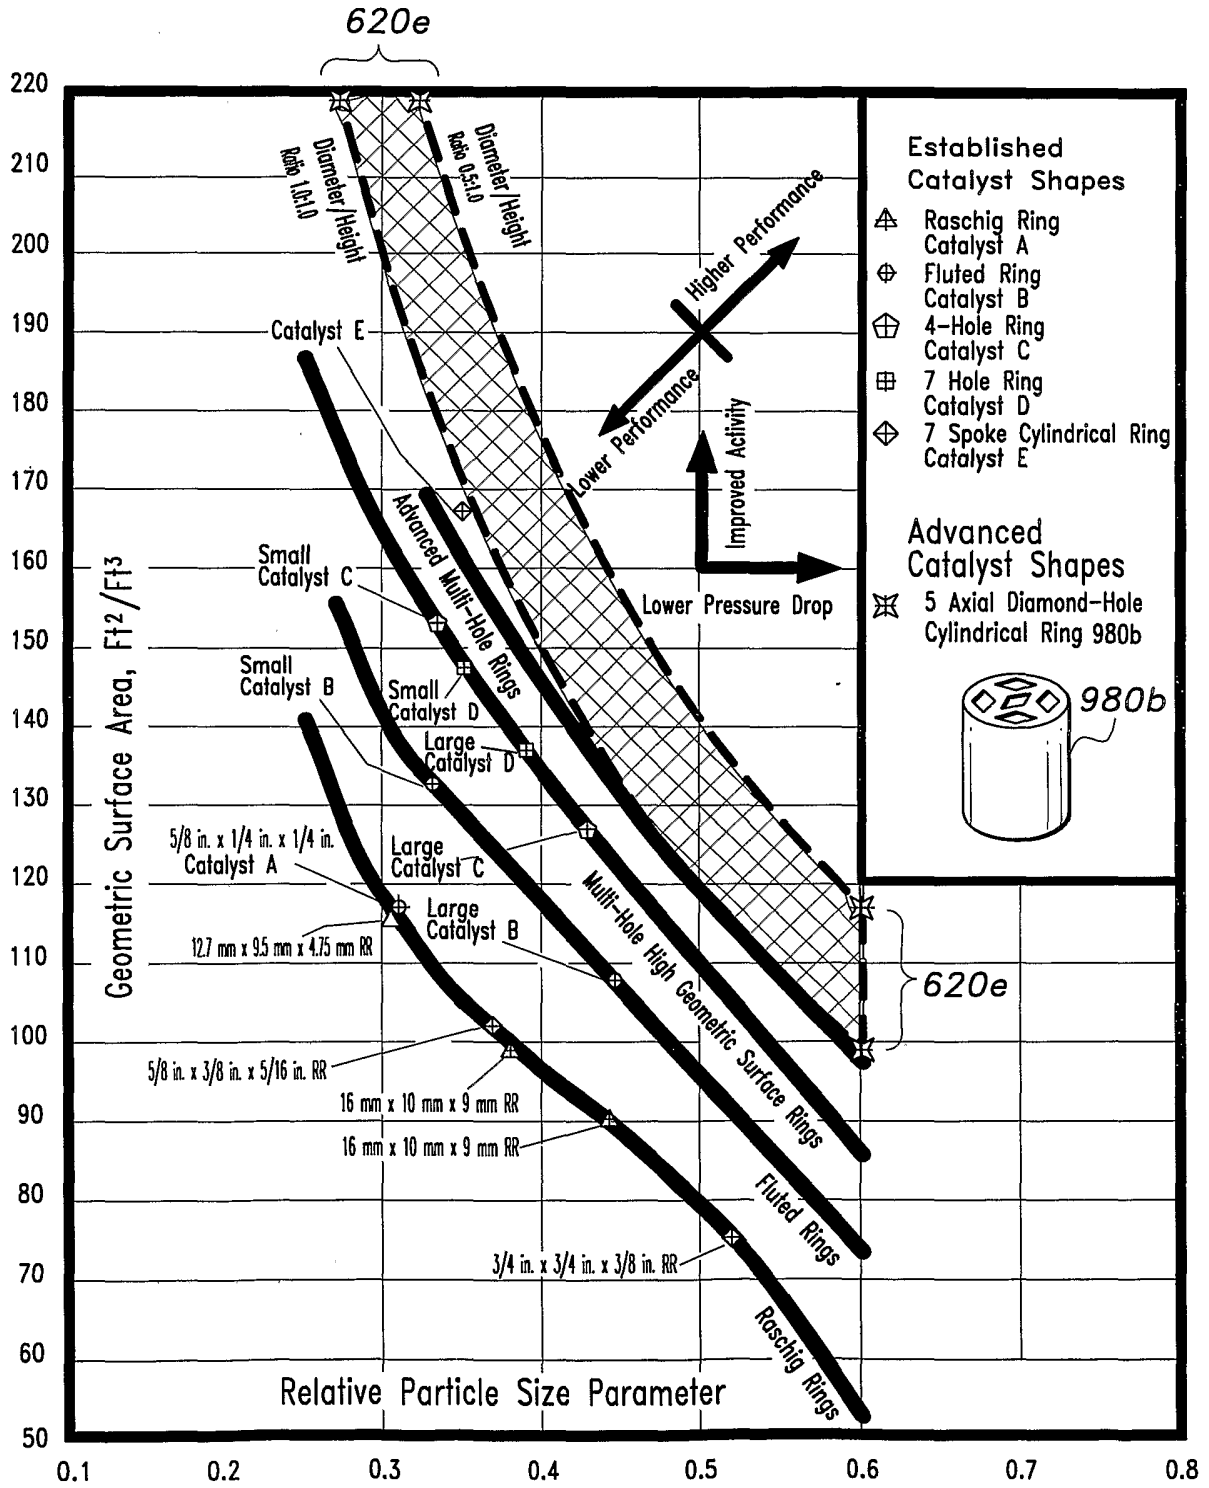 620e
220
210
200
190
180
170
160
150
140
130
120
110
100
90
80
70
60
50
Geometric Surface Area, Ft²/Ft³
0.1
0.2
0.3
0.4
0.5
0.6
0.7
0.8
Relative Particle Size Parameter
Diameter/Height
Ratio 1.0:1.0
Diameter/Height
Ratio 0.5:1.0
Higher Performance
Lower Performance
Improved Activity
Lower Pressure Drop
Catalyst E
Advanced Multi-Hole Rings
Small
Catalyst C
Small
Catalyst B
Small
Catalyst D
Large
Catalyst D
5/8 in. x 1/4 in. x 1/4 in.
Catalyst A
Large
Catalyst C
Large
Catalyst B
12.7 mm x 9.5 mm x 4.75 mm RR
Multi-Hole High Geometric Surface Rings
5/8 in. x 3/8 in. x 5/16 in. RR
16 mm x 10 mm x 9 mm RR
16 mm x 10 mm x 9 mm RR
Fluted Rings
3/4 in. x 3/4 in. x 3/8 in. RR
Raschig Rings
Established
Catalyst Shapes
Raschig Ring
Catalyst A
Fluted Ring
Catalyst B
4-Hole Ring
Catalyst C
7 Hole Ring
Catalyst D
7 Spoke Cylindrical Ring
Catalyst E
Advanced
Catalyst Shapes
5 Axial Diamond-Hole
Cylindrical Ring 980b
980b
620e